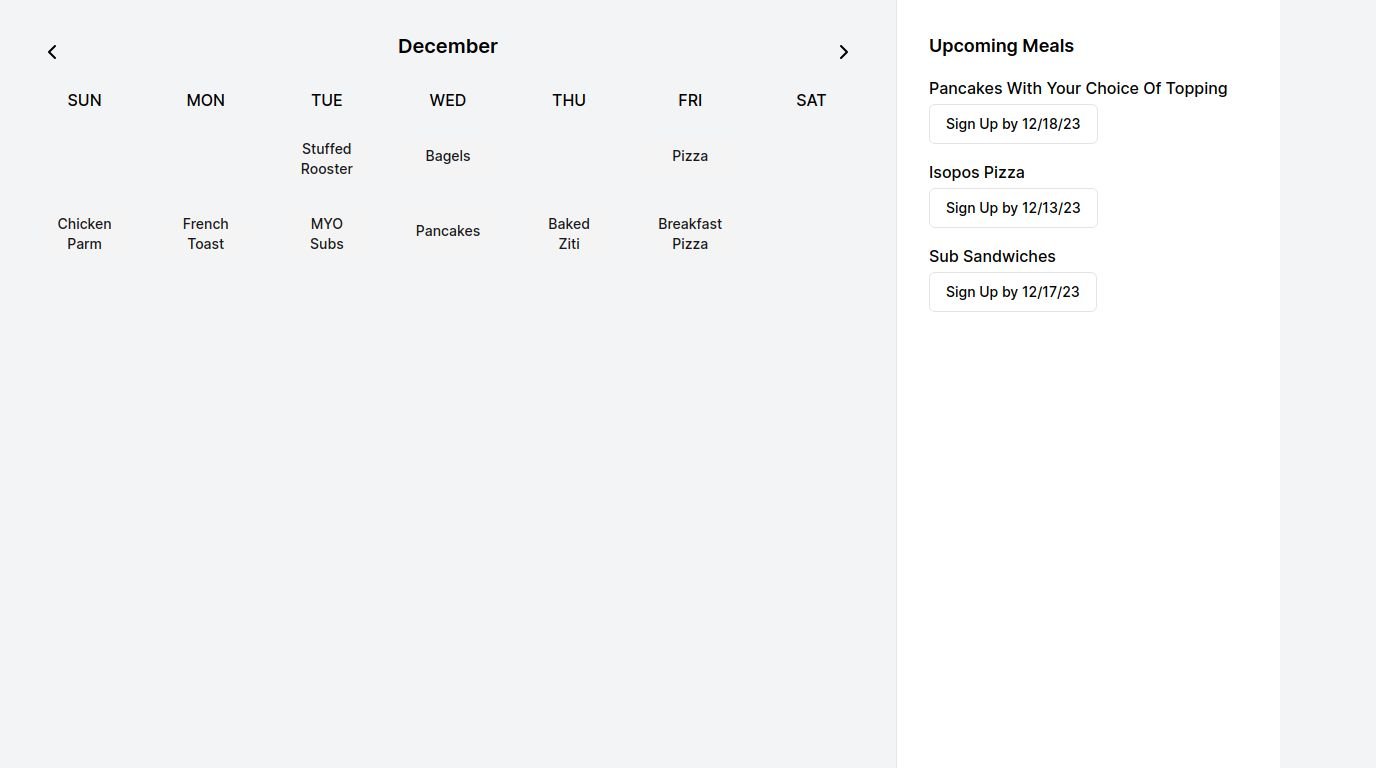 December
SUN MON TUE WED THU FRI SAT
Stuffed Rooster Bagels Pizza
Chicken Parm French Toast MYO Subs Pancakes Baked Ziti Breakfast Pizza
Upcoming Meals
Pancakes With Your Choice Of Topping
Sign Up by 12/18/23
Isopos Pizza
Sign Up by 12/13/23
Sub Sandwiches
Sign Up by 12/17/23